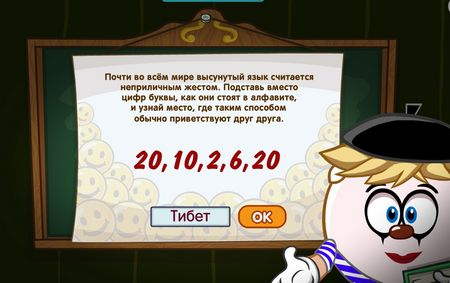 Почти во всём мире высунутый язык считается
неприличным жестом. Подставь вместо
цифр буквы, как они стоят в алфавите,
и узнай место, где таким способом
обычно приветствуют друг друга.
20, 10, 2, 6, 20
Тибет OK